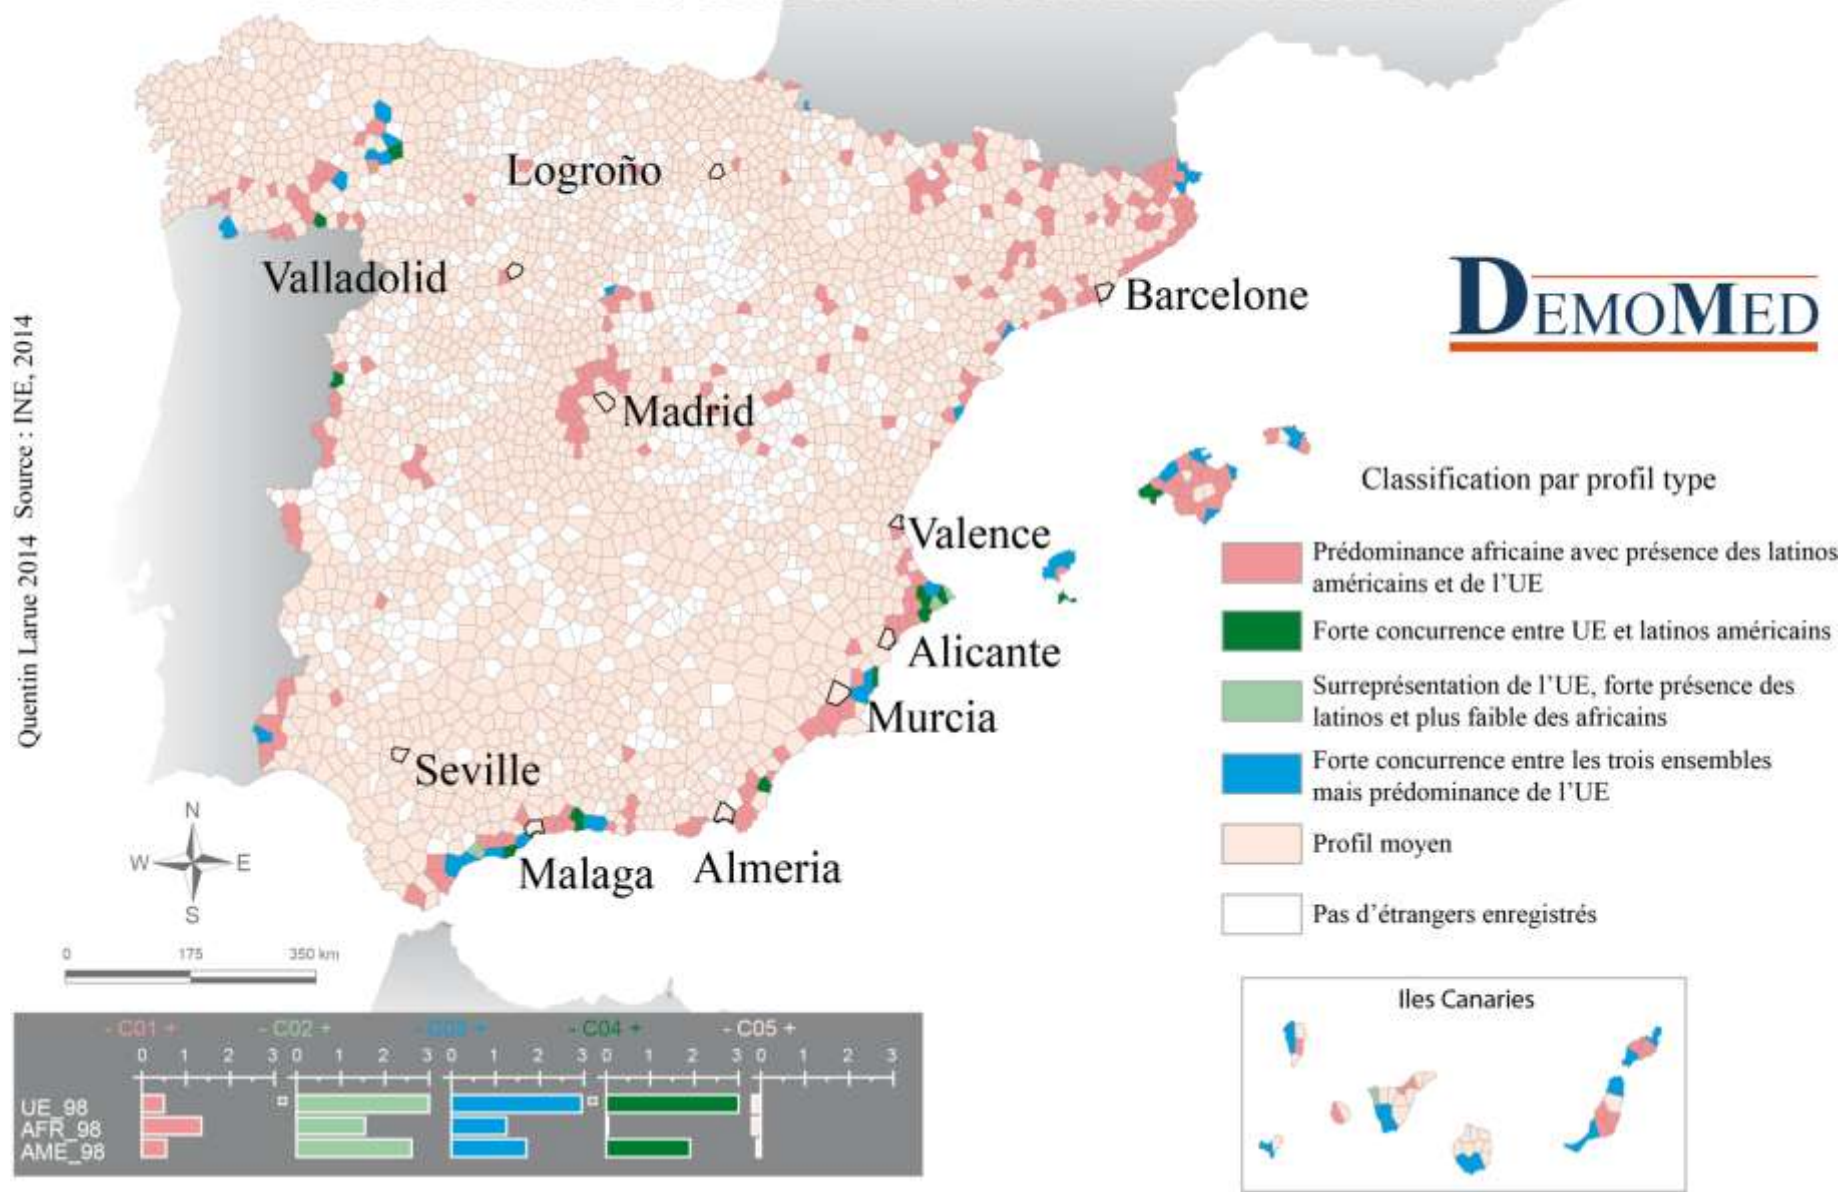 Quentin Larue 2014 Source : INE, 2014
Logroño
Valladolid
Barcelone
Madrid
Valence
Alicante
Murcia
Seville
Malaga
Almeria
DEMOMED
Classification par profil type
Prédominance africaine avec présence des latinos
américains et de l'UE
Forte concurrence entre UE et latinos américains
Surreprésentation de l'UE, forte présence des
latinos et plus faible des africains
Forte concurrence entre les trois ensembles
mais prédominance de l'UE
Profil moyen
Pas d'étrangers enregistrés
N
W E
S
0 175 350 km
- C01 + - C02 + - C03 + - C04 + - C05 +
0 1 2 3 0 1 2 3 0 1 2 3 0 1 2 3 0 1 2 3
UE_98
AFR_98
AME_98
Iles Canaries